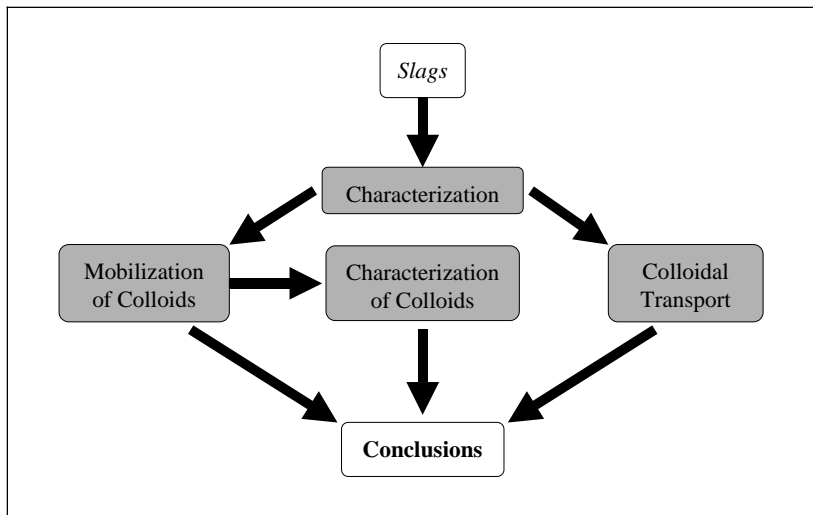 Slags
Characterization
Mobilization
of Colloids
Characterization
of Colloids
Colloidal
Transport
Conclusions